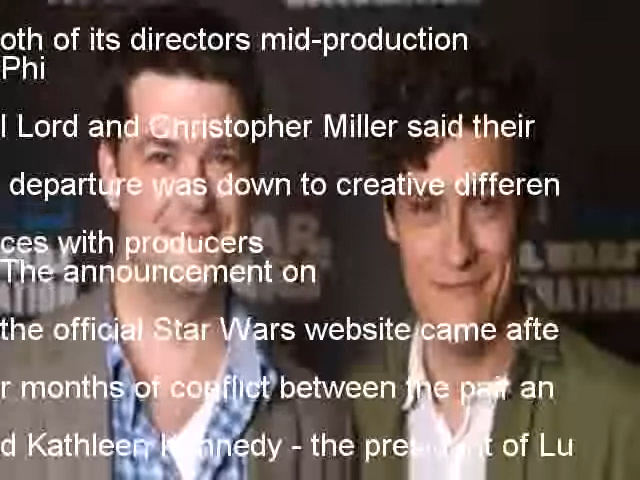 oth of its directors mid-production
Phi
l Lord and Christopher Miller said their
departure was down to creative differen
ces with producers
The announcement on
the official Star Wars website came afte
r months of conflict between the pair an
d Kathleen Kennedy - the president of Lu